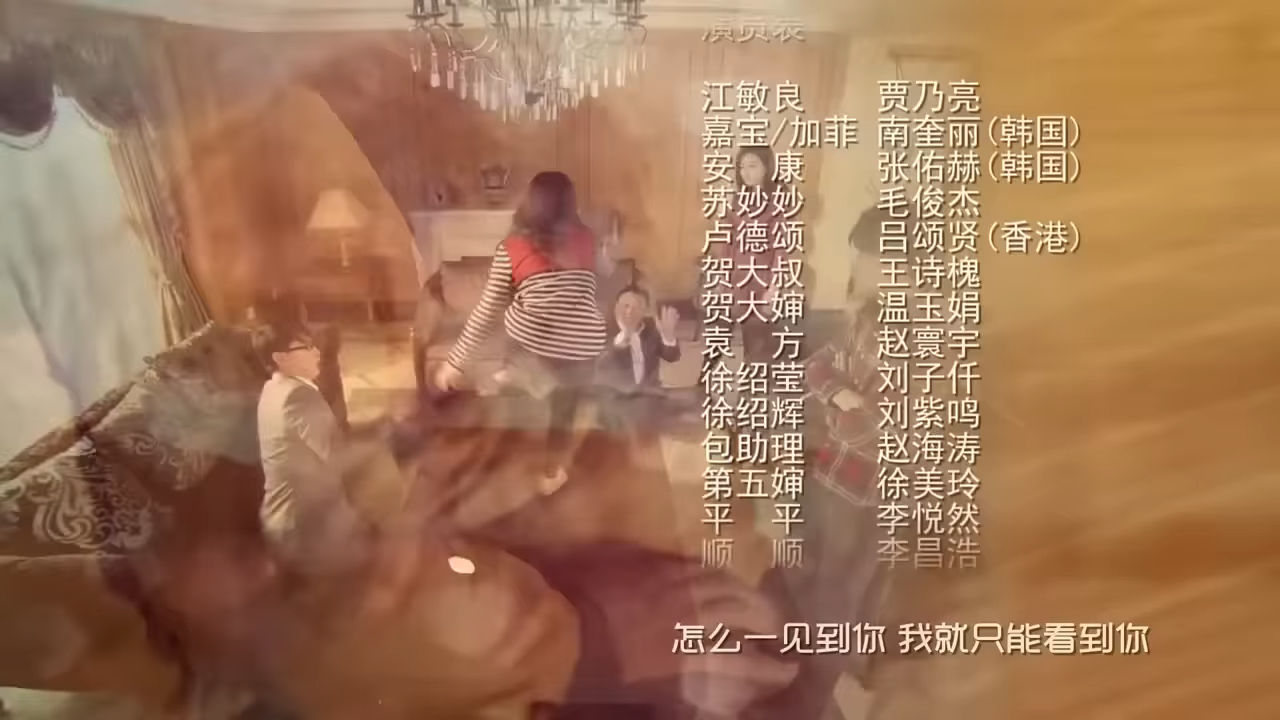 演员表
江敏良 贾乃亮
嘉宝/加菲 南奎丽(韩国)
安 康 张佑赫(韩国)
苏妙妙 毛俊杰
卢德颂 吕颂贤(香港)
贺大叔 王诗槐
贺大婶 温玉娟
袁 方 赵寰宇
徐绍莹 刘子仟
徐绍辉 刘紫鸣
包助理 赵海涛
第五婶 徐美玲
平 平 李悦然
顺 顺 李昌浩
怎么一见到你 我就只能看到你